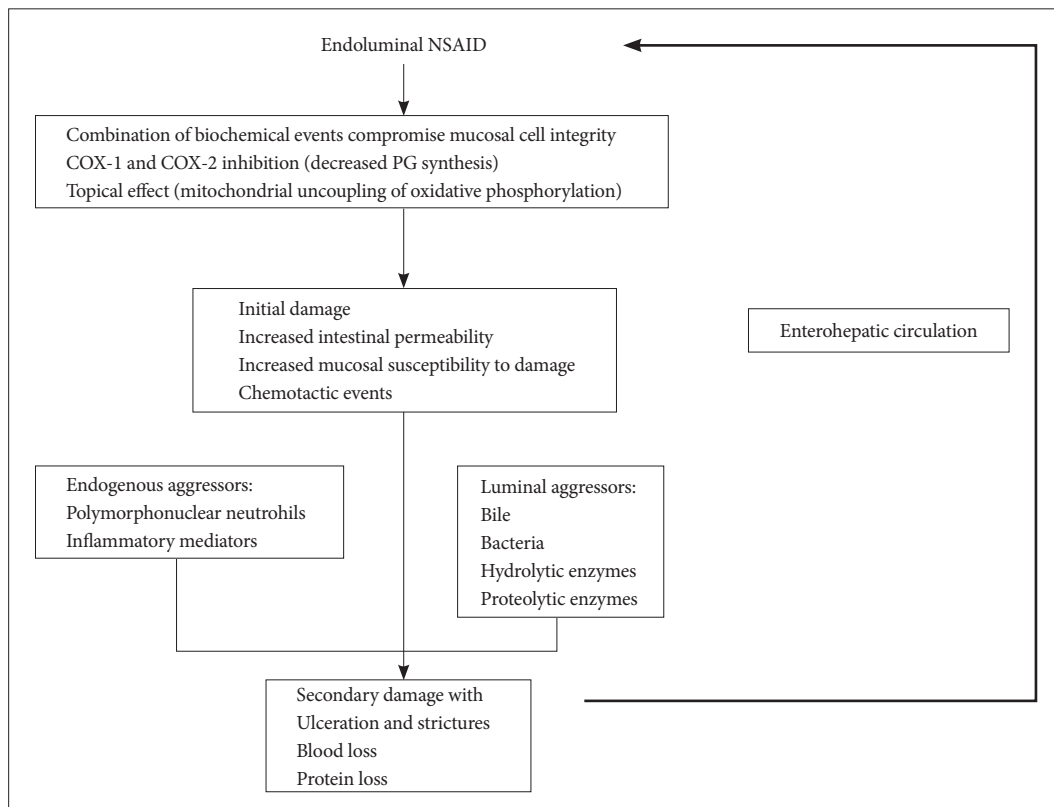 Endoluminal NSAID
Combination of biochemical events compromise mucosal cell integrity
COX-1 and COX-2 inhibition (decreased PG synthesis)
Topical effect (mitochondrial uncoupling of oxidative phosphorylation)
Initial damage
Increased intestinal permeability
Increased mucosal susceptibility to damage
Chemotactic events
Enterohepatic circulation
Endogenous aggressors:
Polymorphonuclear neutrohils
Inflammatory mediators
Luminal aggressors:
Bile
Bacteria
Hydrolytic enzymes
Proteolytic enzymes
Secondary damage with
Ulceration and strictures
Blood loss
Protein loss